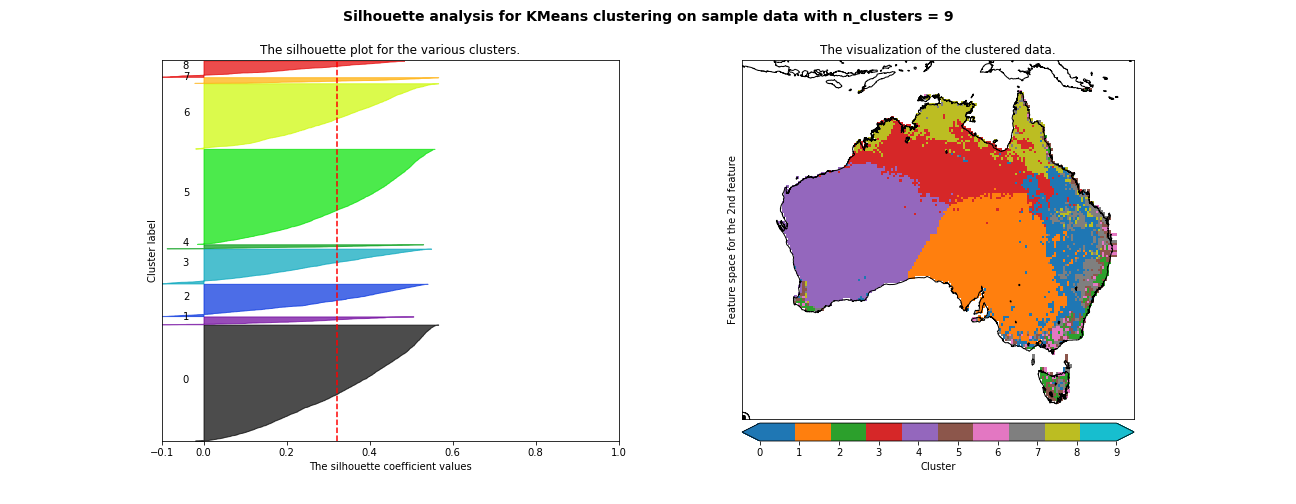 Silhouette analysis for KMeans clustering on sample data with n_clusters = 9
The silhouette plot for the various clusters.
8
7
6
5
4
3
2
1
0
Cluster label
−0.1 0.0 0.2 0.4 0.6 0.8 1.0
The silhouette coefficient values
The visualization of the clustered data.
Feature space for the 2nd feature
0 1 2 3 4 5 6 7 8 9
Cluster